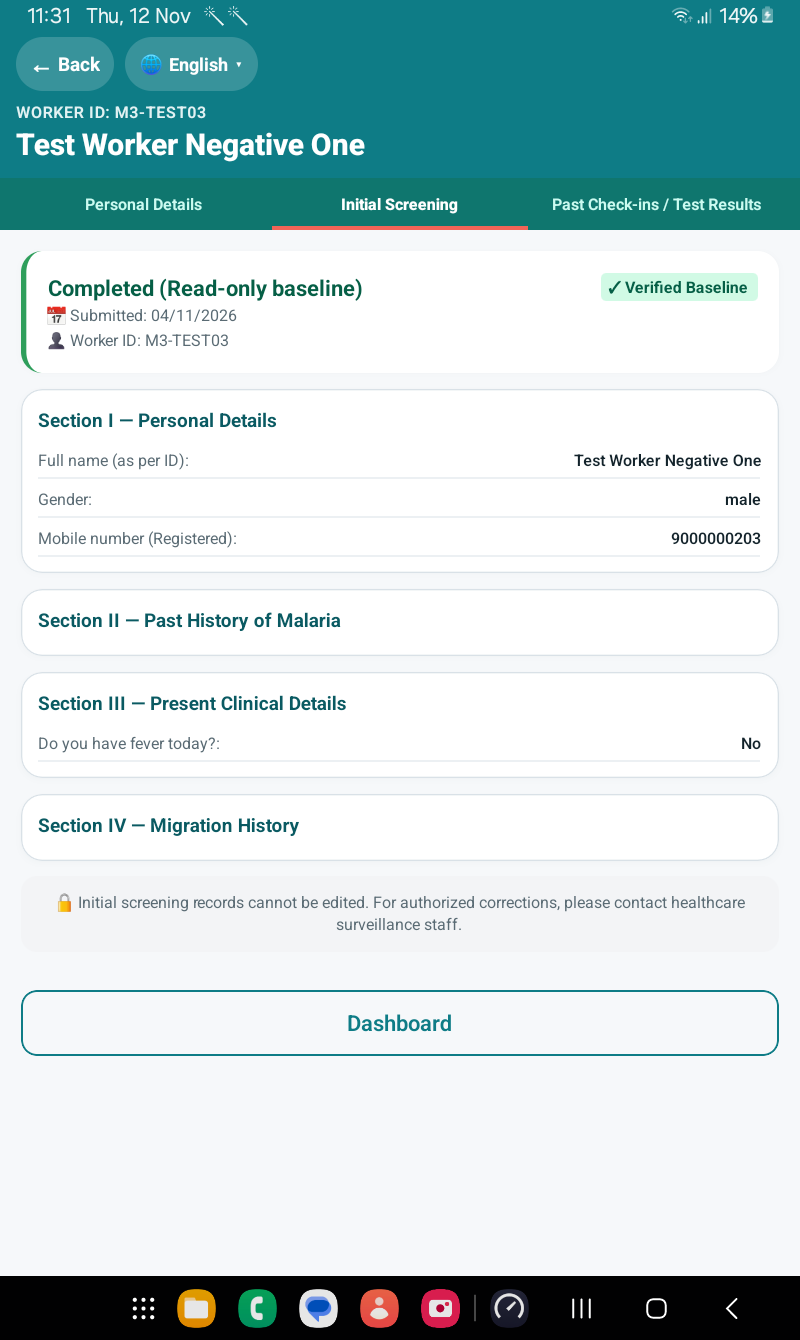 11:31 Thu, 12 Nov 14%
← Back English ▾
WORKER ID: M3-TEST03
Test Worker Negative One
Personal Details Initial Screening Past Check-ins / Test Results
Completed (Read-only baseline) ✓ Verified Baseline
📅 Submitted: 04/11/2026
👤 Worker ID: M3-TEST03
Section I — Personal Details
Full name (as per ID): Test Worker Negative One
Gender: male
Mobile number (Registered): 9000000203
Section II — Past History of Malaria
Section III — Present Clinical Details
Do you have fever today?: No
Section IV — Migration History
🔒 Initial screening records cannot be edited. For authorized corrections, please contact healthcare
surveillance staff.
Dashboard